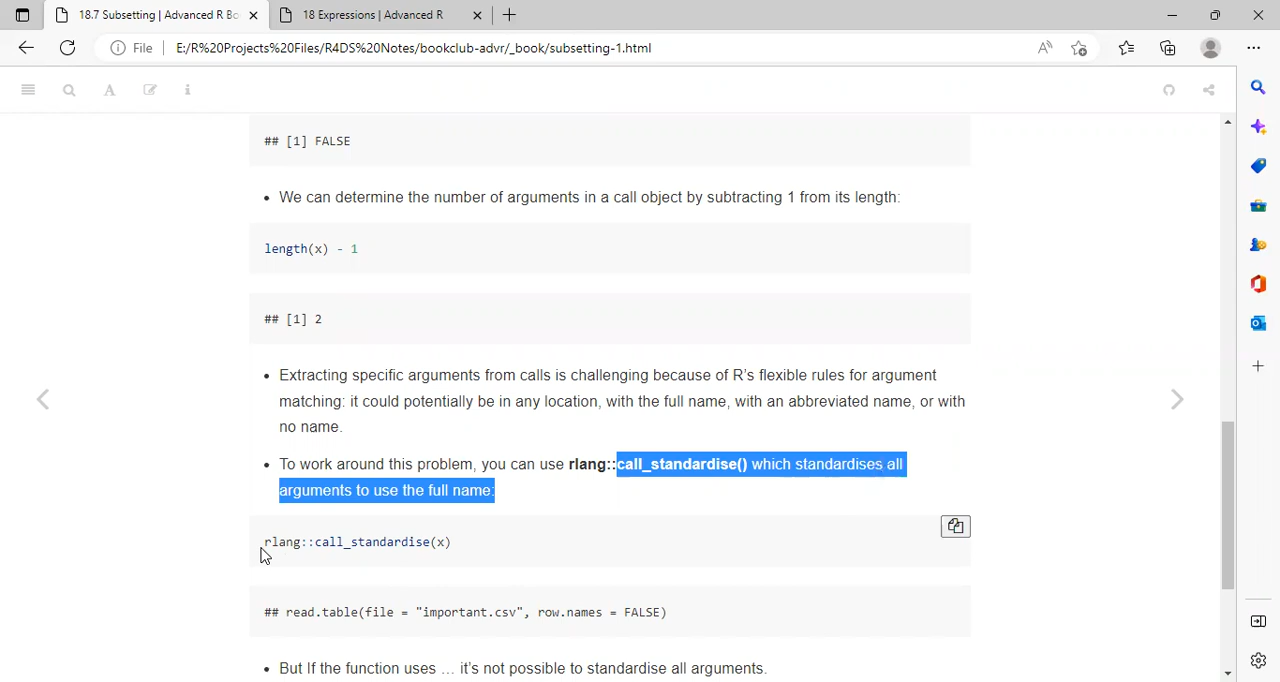 18.7 Subsetting | Advanced R Bo
18 Expressions | Advanced R
File
E:/R%20Projects%20Files/R4DS%20Notes/bookclub-advr/_book/subsetting-1.html
## [1] FALSE
• We can determine the number of arguments in a call object by subtracting 1 from its length:
length(x) - 1
## [1] 2
• Extracting specific arguments from calls is challenging because of R's flexible rules for argument
matching: it could potentially be in any location, with the full name, with an abbreviated name, or with
no name.
• To work around this problem, you can use rlang::call_standardise() which standardises all
arguments to use the full name:
rlang::call_standardise(x)
## read.table(file = "important.csv", row.names = FALSE)
• But If the function uses … it's not possible to standardise all arguments.